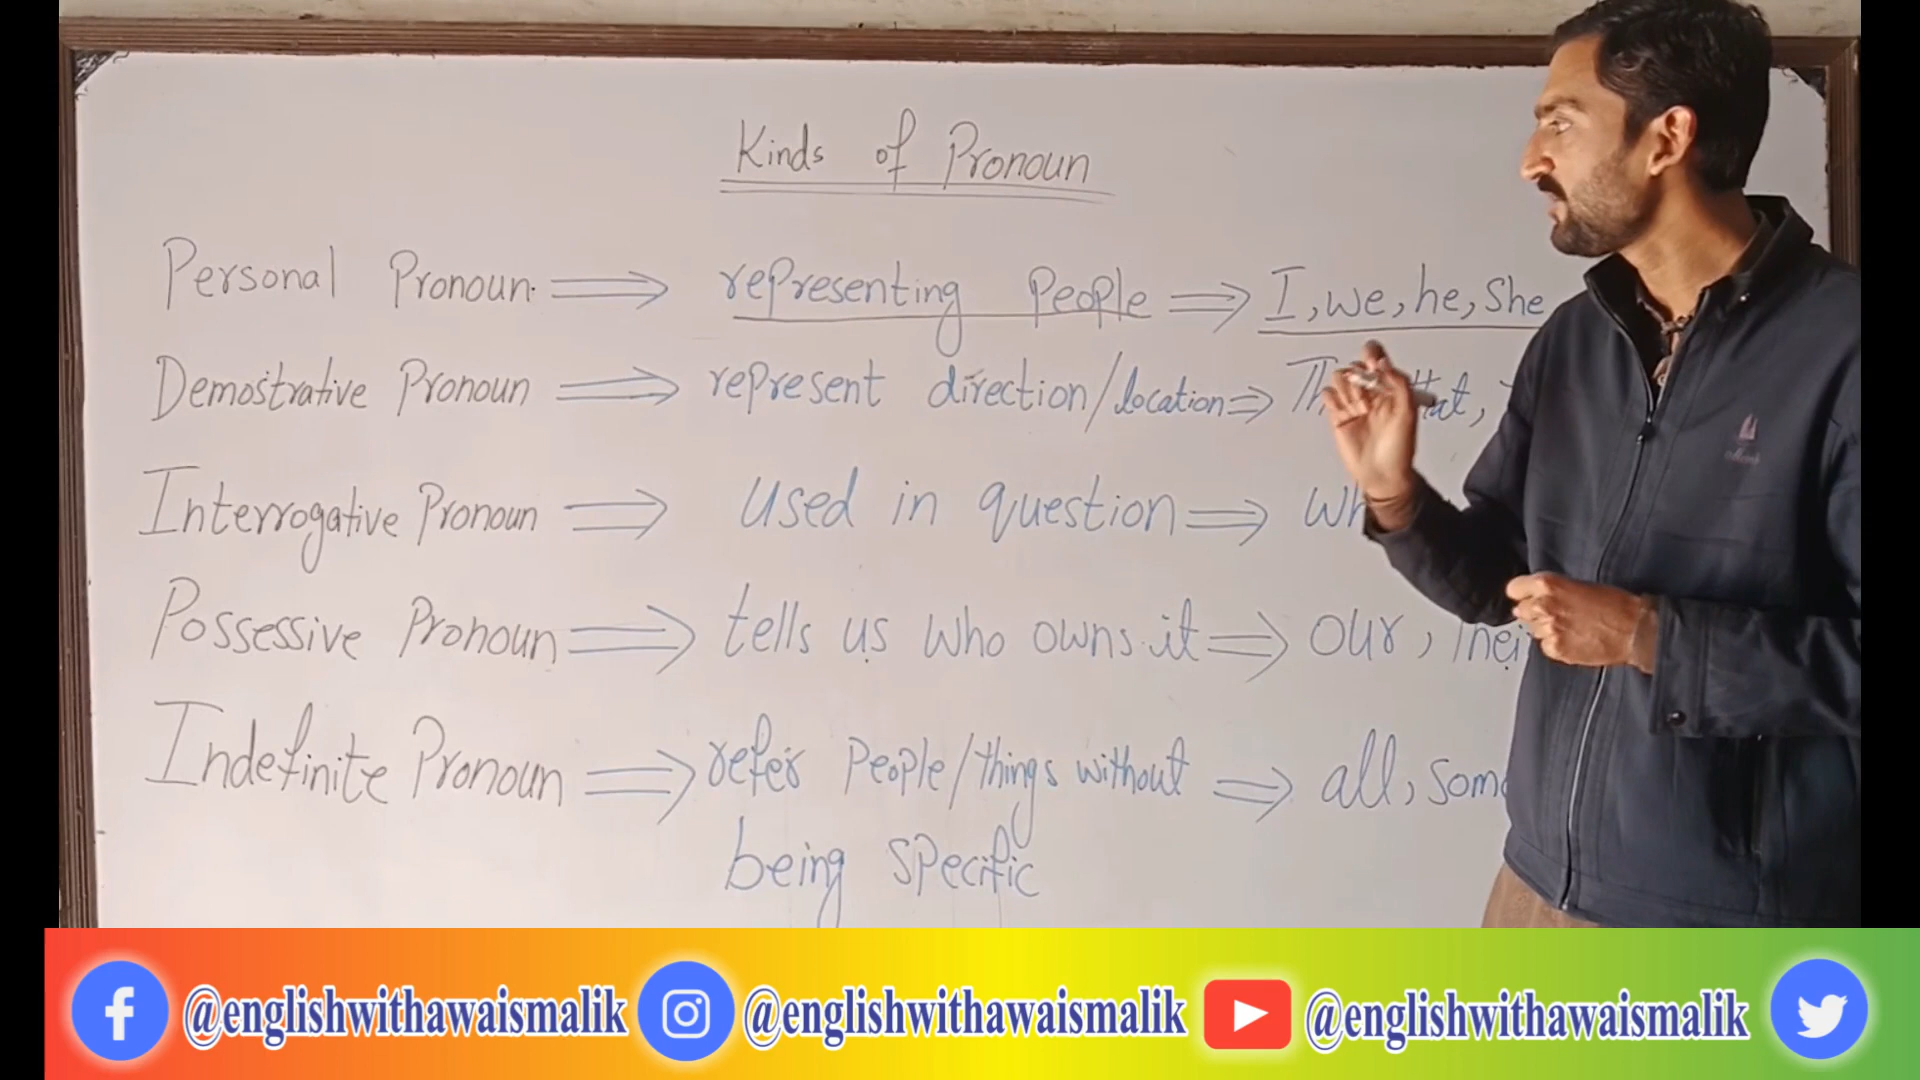 Kinds of Pronoun
Personal Pronoun. ⟹ representing People ⟹ I, we, he, She
Demostrative Pronoun ⟹ represent direction/location ⟹ that,
Interrogative Pronoun ⟹ used in question ⟹
Possessive Pronoun ⟹ tells us who owns it ⟹ our,
Indefinite Pronoun ⟹ refer People/things without ⟹ all,
being specific
@englishwithawaismalik @englishwithawaismalik @englishwithawaismalik